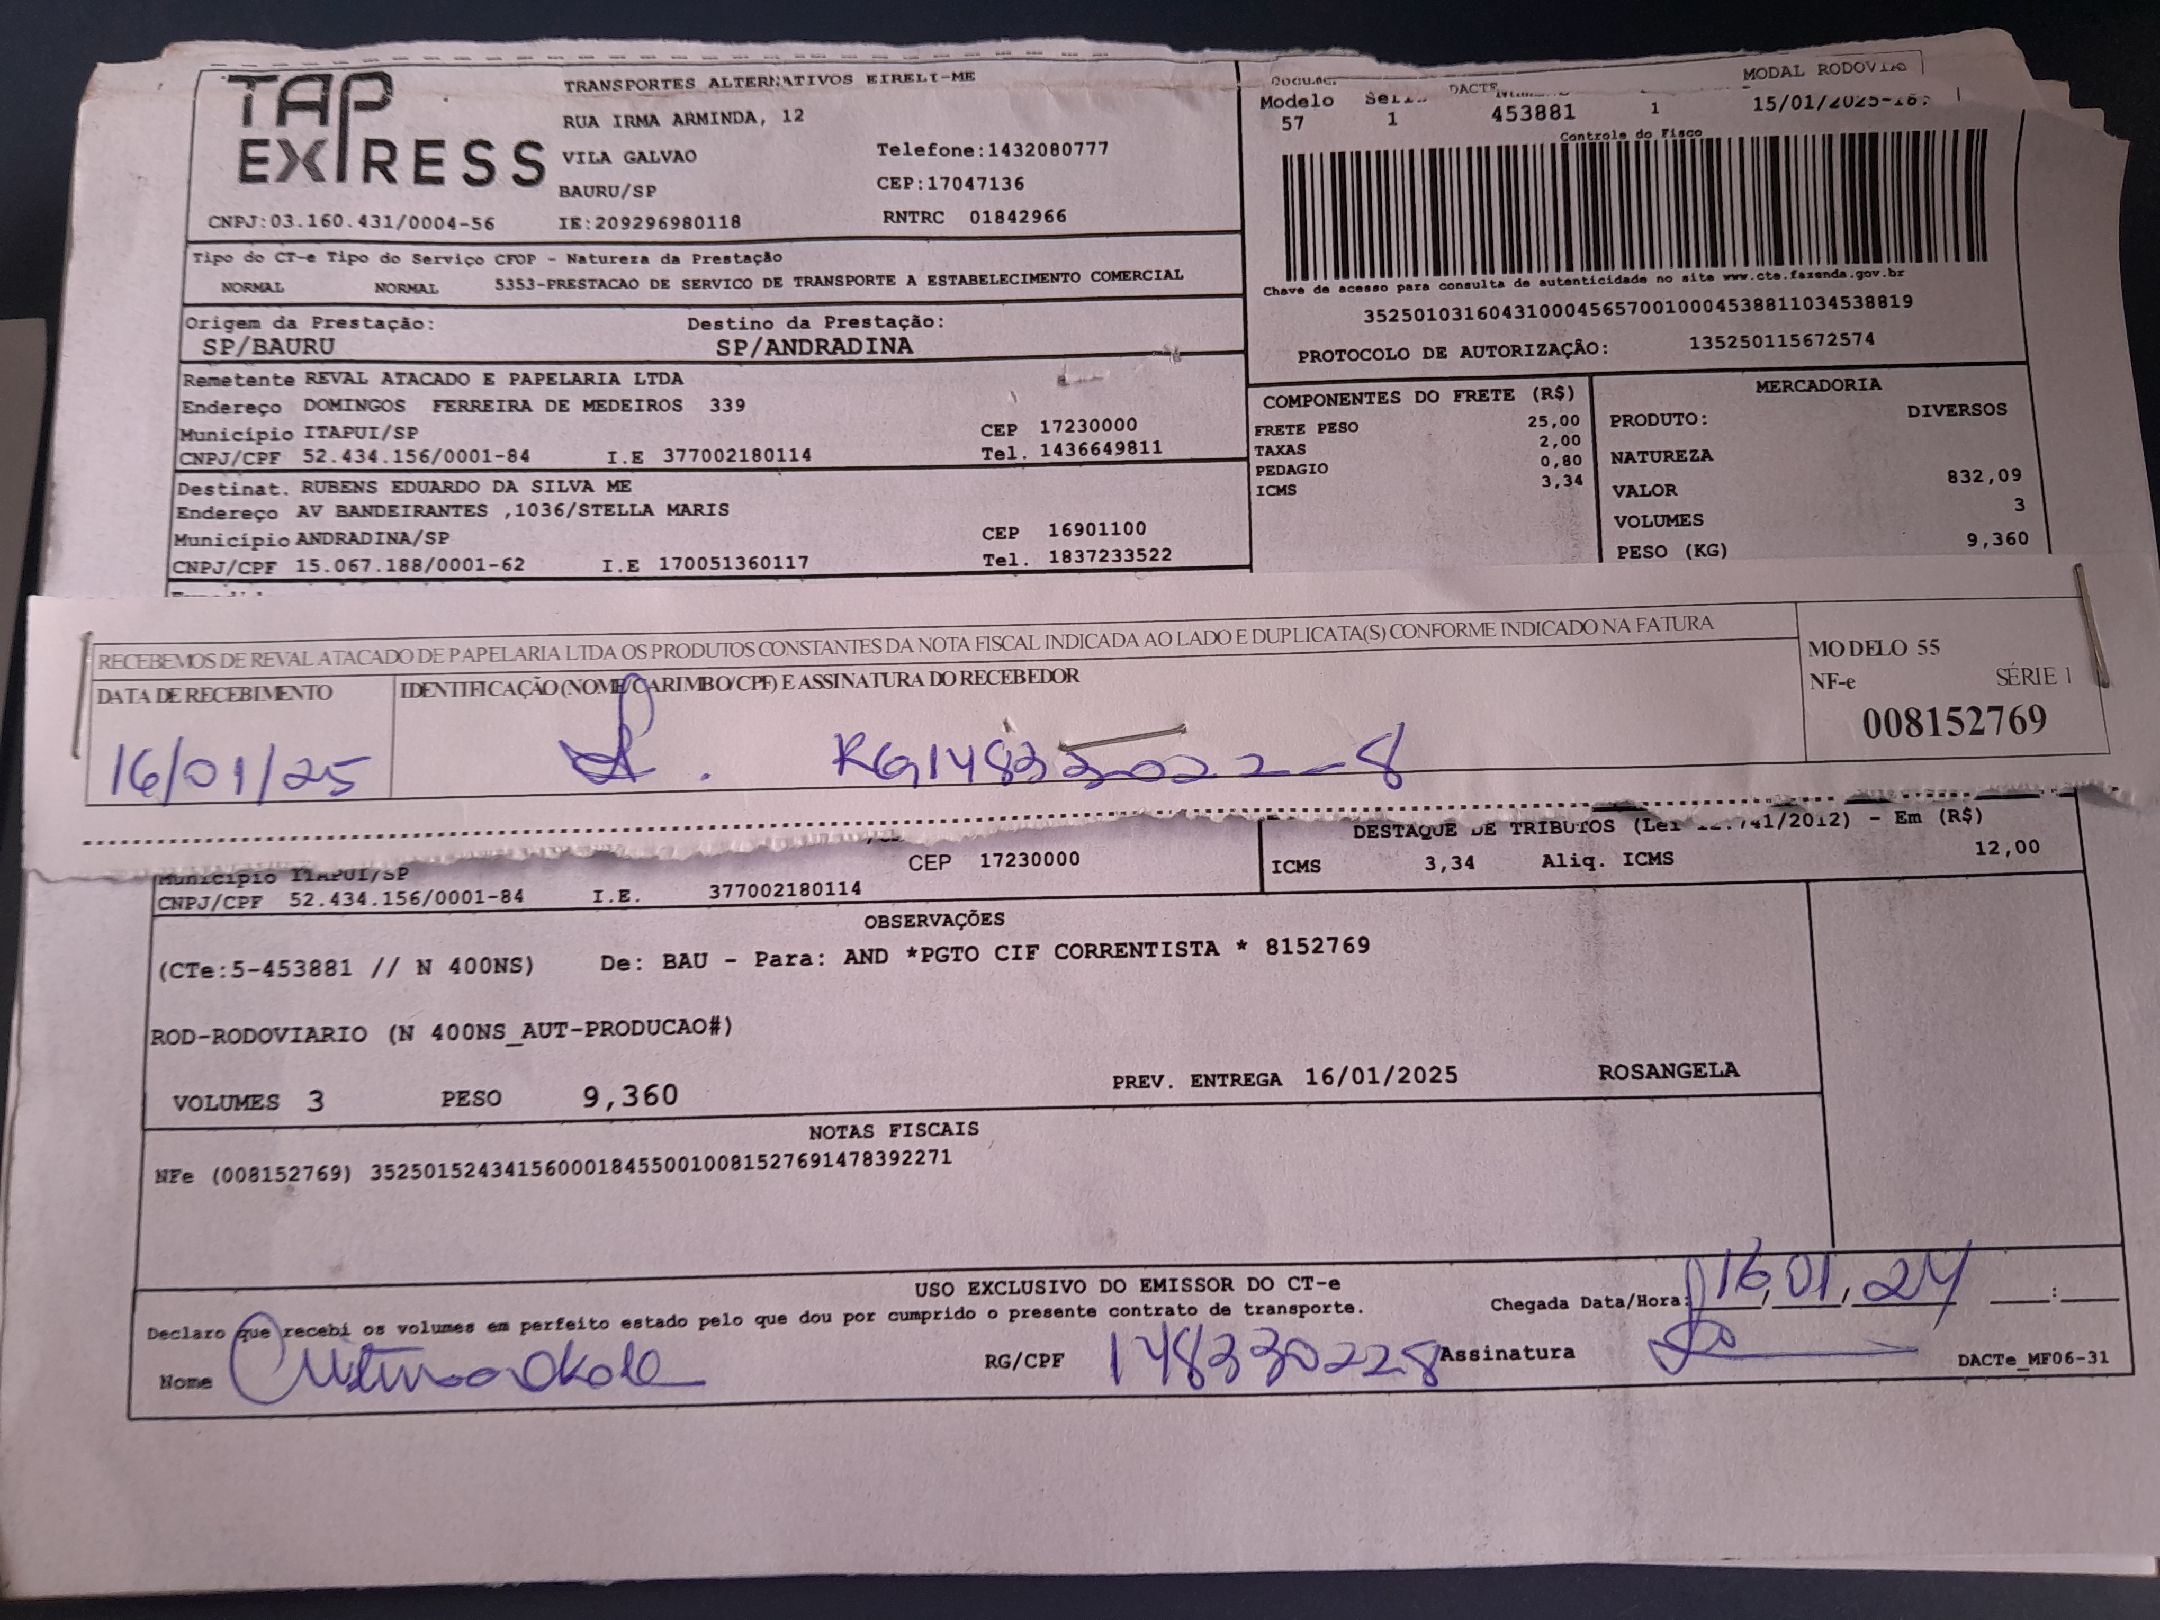 TAP EXPRESS
TRANSPORTES ALTERNATIVOS EIRELI-ME
RUA IRMA ARMINDA, 12
VILA GALVAO Telefone:1432080777
BAURU/SP CEP:17047136
CNPJ:03.160.431/0004-56 IE:209296980118 RNTRC 01842966
DACTE MODAL RODOVIA
Modelo
57 1 453881 1 15/01/2025-
Controle do Fisco
Chave de acesso para consulta de autenticidade no site www.cte.fazenda.gov.br
35250103160431000456570010004538811034538819
PROTOCOLO DE AUTORIZAÇÃO: 135250115672574
Tipo do CT-e Tipo do Serviço CFOP - Natureza da Prestação
NORMAL NORMAL 5353-PRESTACAO DE SERVICO DE TRANSPORTE A ESTABELECIMENTO COMERCIAL
Origem da Prestação: Destino da Prestação:
SP/BAURU SP/ANDRADINA
Remetente REVAL ATACADO E PAPELARIA LTDA
Endereço DOMINGOS FERREIRA DE MEDEIROS 339
Município ITAPUI/SP CEP 17230000
CNPJ/CPF 52.434.156/0001-84 I.E 377002180114 Tel. 1436649811
Destinat. RUBENS EDUARDO DA SILVA ME
Endereço AV BANDEIRANTES ,1036/STELLA MARIS
Município ANDRADINA/SP CEP 16901100
CNPJ/CPF 15.067.188/0001-62 I.E 170051360117 Tel. 1837233522
COMPONENTES DO FRETE (R$)
FRETE PESO 25,00
TAXAS 2,00
PEDAGIO 0,80
ICMS 3,34
MERCADORIA
PRODUTO: DIVERSOS
NATUREZA
VALOR 832,09
VOLUMES 3
PESO (KG) 9,360
RECEBEMOS DE REVAL ATACADO DE PAPELARIA LTDA OS PRODUTOS CONSTANTES DA NOTA FISCAL INDICADA AO LADO E DUPLICATA(S) CONFORME INDICADO NA FATURA
DATA DE RECEBIMENTO IDENTIFICAÇÃO (NOME/CARIMBO/CPF) E ASSINATURA DO RECEBEDOR
16/01/25 RG 14833022-8
MODELO 55
NF-e SÉRIE 1
008152769
DESTAQUE DE TRIBUTOS (Lei 12.741/2012) - Em (R$)
ICMS 3,34 Aliq. ICMS 12,00
Município ITAPUI/SP CEP 17230000
CNPJ/CPF 52.434.156/0001-84 I.E. 377002180114
OBSERVAÇÕES
(CTe:5-453881 // N 400NS) De: BAU - Para: AND *PGTO CIF CORRENTISTA * 8152769
ROD-RODOVIARIO (N 400NS_AUT-PRODUCAO#)
VOLUMES 3 PESO 9,360 PREV. ENTREGA 16/01/2025 ROSANGELA
NOTAS FISCAIS
NFe (008152769) 35250152434156000184550010081527691478392271
USO EXCLUSIVO DO EMISSOR DO CT-e
Declaro que recebi os volumes em perfeito estado pelo que dou por cumprido o presente contrato de transporte. Chegada Data/Hora: 16,01,24 :
Nome RG/CPF 148330228 Assinatura DACTe_MF06-31